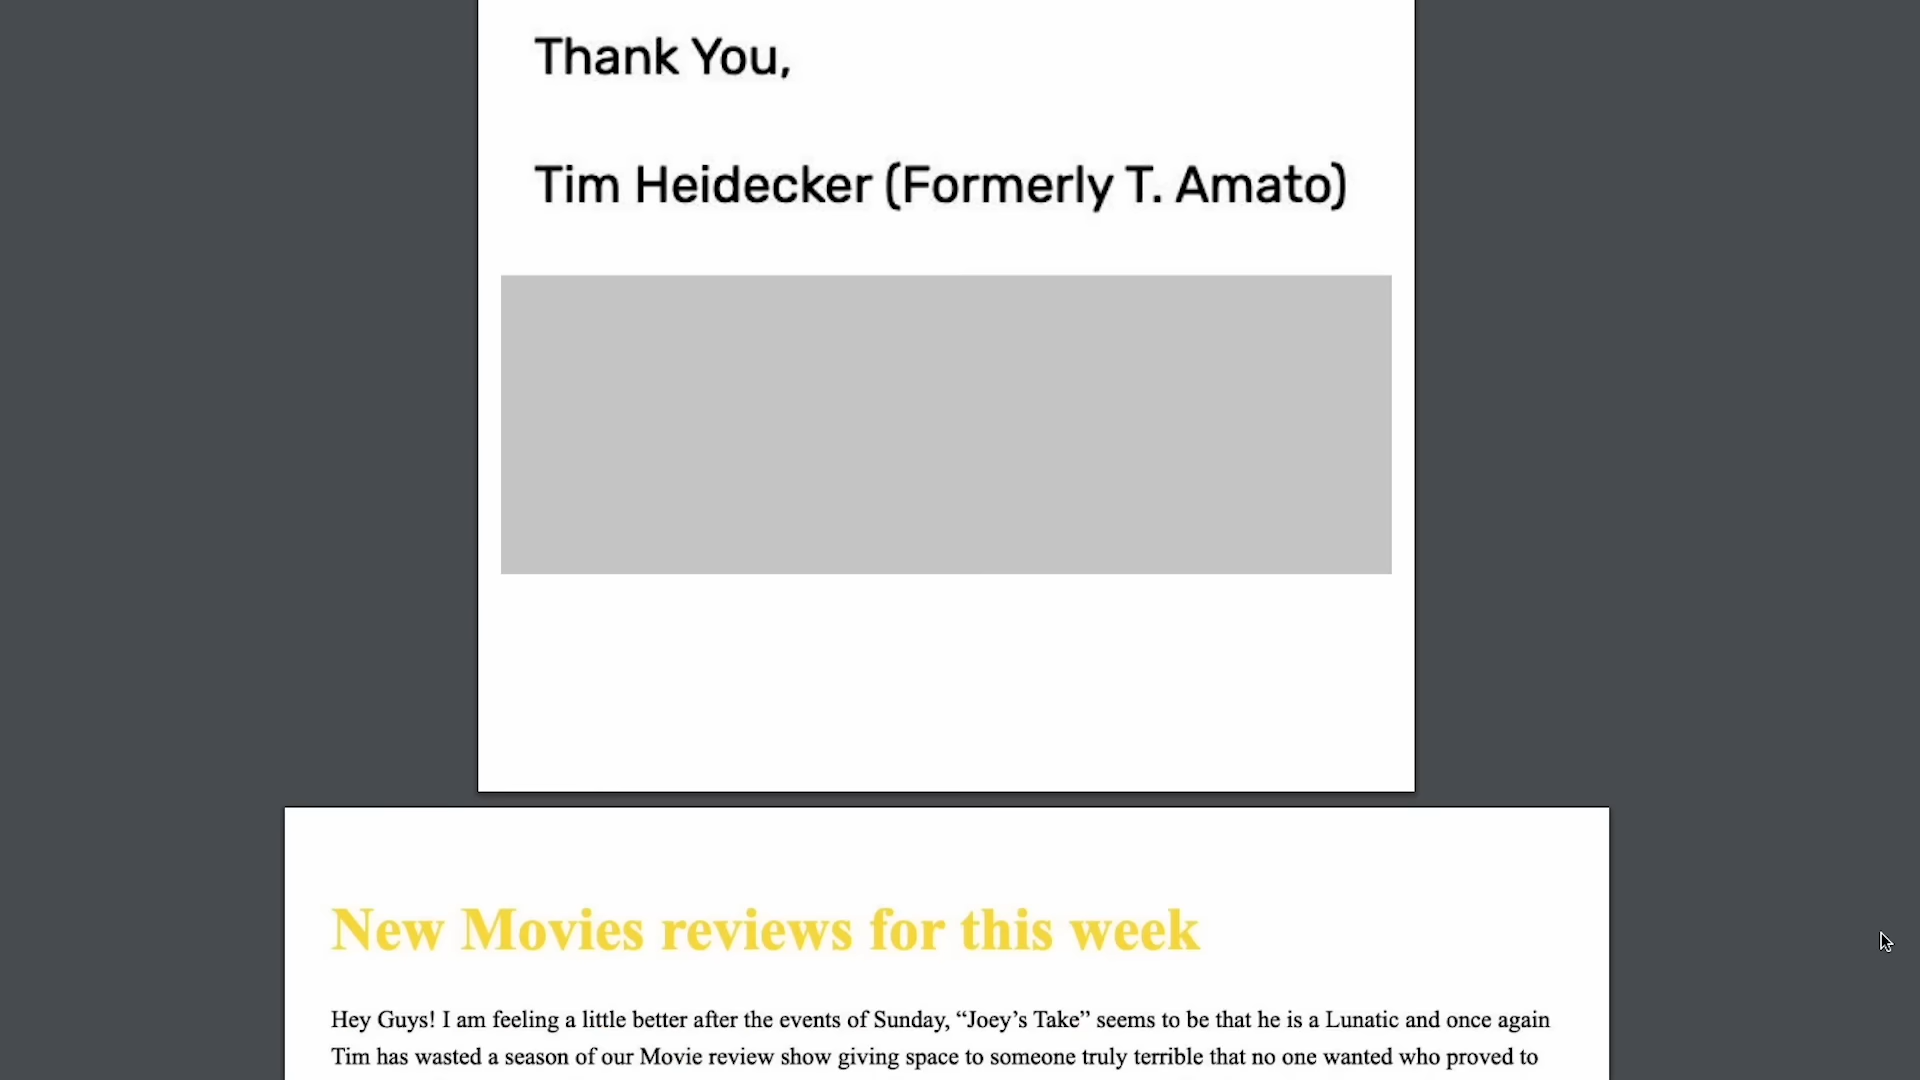 Thank You,
Tim Heidecker (Formerly T. Amato)
New Movies reviews for this week
Hey Guys! I am feeling a little better after the events of Sunday, “Joey’s Take” seems to be that he is a Lunatic and once again
Tim has wasted a season of our Movie review show giving space to someone truly terrible that no one wanted who proved to